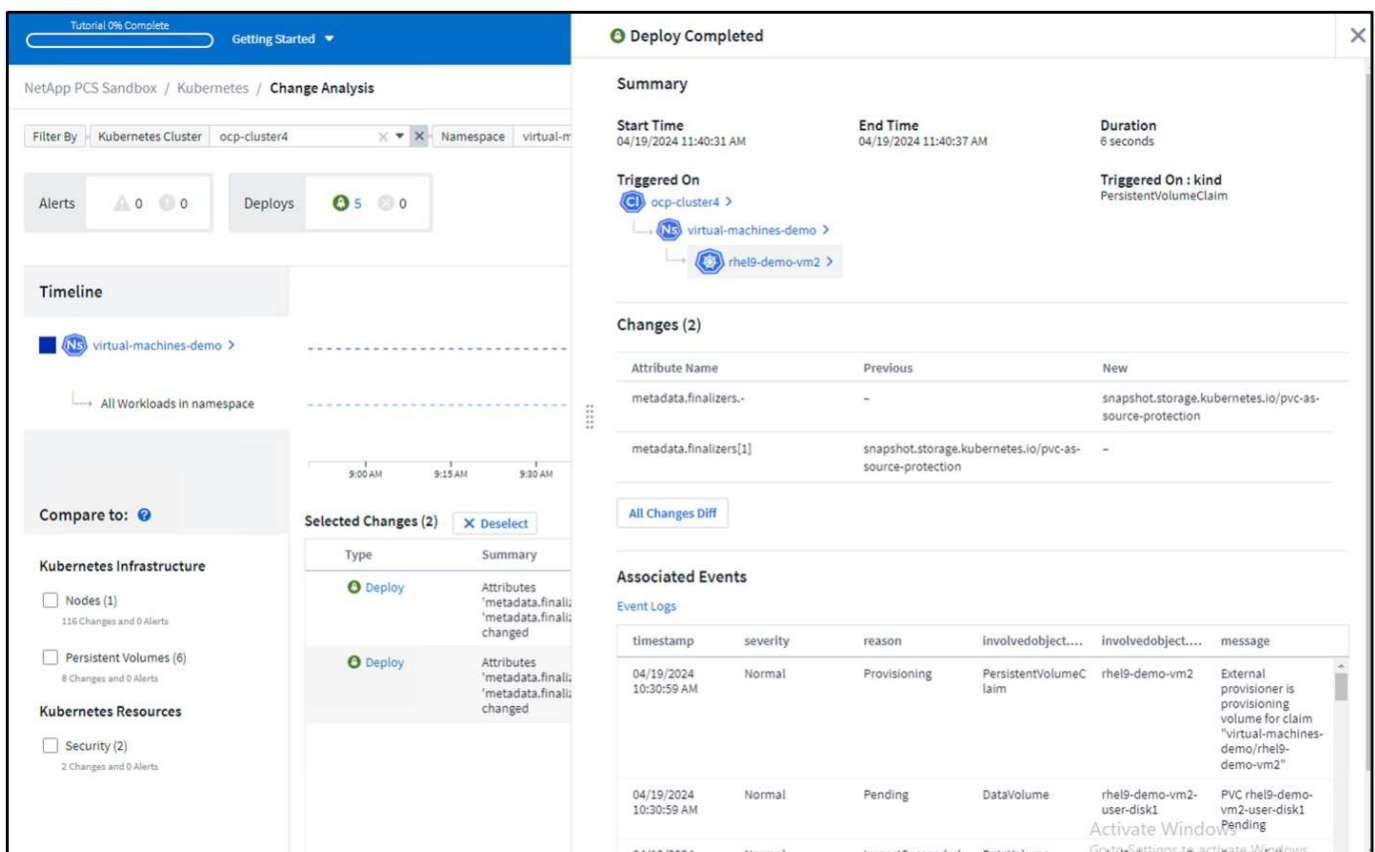 Tutorial 0% Complete
Getting Started
NetApp PCS Sandbox / Kubernetes / Change Analysis
Filter By Kubernetes Cluster ocp-cluster4 Namespace virtual-m
Alerts 0 0 Deploys 5 0
Timeline
Ns virtual-machines-demo >
All Workloads in namespace
9:00 AM 9:15 AM 9:30 AM
Compare to: ?
Kubernetes Infrastructure
Nodes (1)
116 Changes and 0 Alerts
Persistent Volumes (6)
8 Changes and 0 Alerts
Kubernetes Resources
Security (2)
2 Changes and 0 Alerts
Selected Changes (2) X Deselect
Type Summary
Deploy Attributes
'metadata.finaliz
'metadata.finaliz
changed
Deploy Attributes
'metadata.finaliz
'metadata.finaliz
changed
Deploy Completed
Summary
Start Time End Time Duration
04/19/2024 11:40:31 AM 04/19/2024 11:40:37 AM 6 seconds
Triggered On Triggered On : kind
CI ocp-cluster4 > PersistentVolumeClaim
Ns virtual-machines-demo >
rhel9-demo-vm2 >
Changes (2)
Attribute Name Previous New
metadata.finalizers.- – snapshot.storage.kubernetes.io/pvc-as-
source-protection
metadata.finalizers[1] snapshot.storage.kubernetes.io/pvc-as- –
source-protection
All Changes Diff
Associated Events
Event Logs
timestamp severity reason involvedobject.... involvedobject.... message
04/19/2024 Normal Provisioning PersistentVolumeC rhel9-demo-vm2 External
10:30:59 AM laim provisioner is
provisioning
volume for claim
"virtual-machines-
demo/rhel9-
demo-vm2"
04/19/2024 Normal Pending DataVolume rhel9-demo-vm2- PVC rhel9-demo-
10:30:59 AM user-disk1 vm2-user-disk1
Pending
Activate Windows
Go to Settings to activate Windows